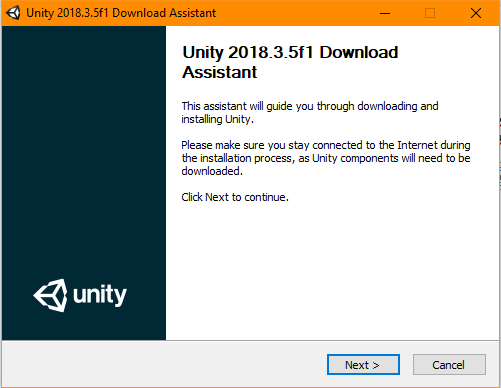 Unity 2018.3.5f1 Download Assistant
Unity 2018.3.5f1 Download
Assistant
This assistant will guide you through downloading and
installing Unity.
Please make sure you stay connected to the Internet during
the installation process, as Unity components will need to be
downloaded.
Click Next to continue.
unity
Next >
Cancel